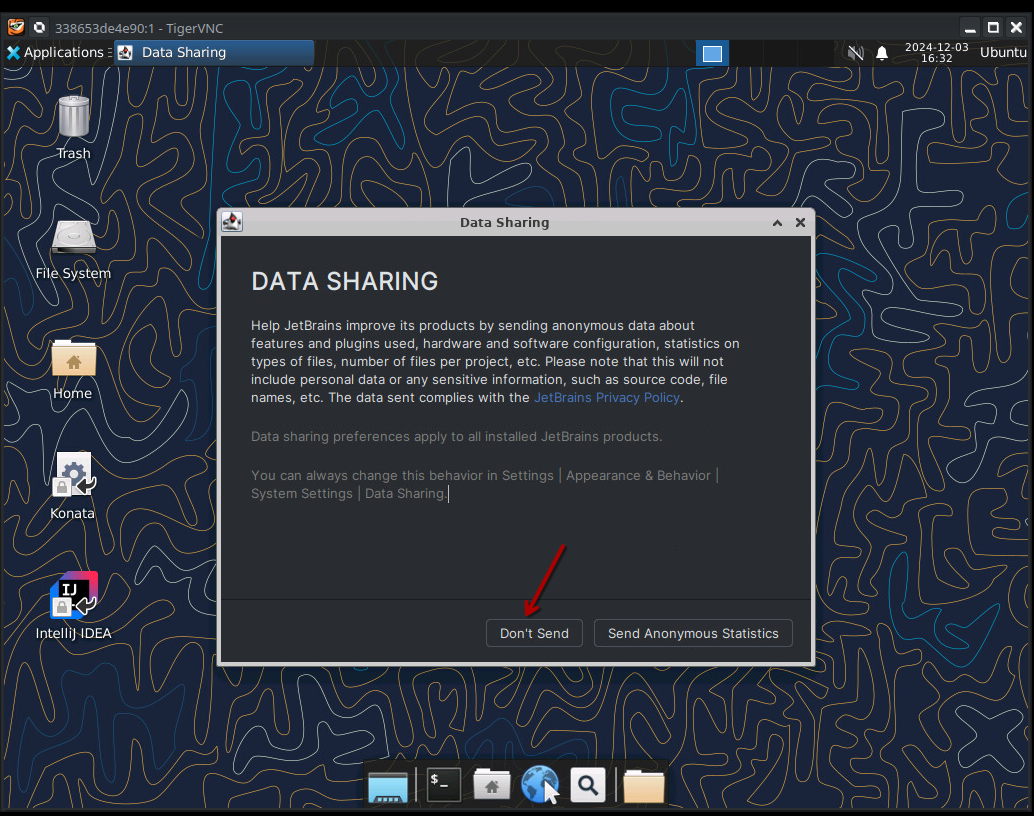 338653de4e90:1 - TigerVNC
Applications
Data Sharing
2024-12-03
16:32
Ubuntu
Trash
File System
Home
Konata
IJ
IntelliJ IDEA
Data Sharing
DATA SHARING
Help JetBrains improve its products by sending anonymous data about
features and plugins used, hardware and software configuration, statistics on
types of files, number of files per project, etc. Please note that this will not
include personal data or any sensitive information, such as source code, file
names, etc. The data sent complies with the JetBrains Privacy Policy.
Data sharing preferences apply to all installed JetBrains products.
You can always change this behavior in Settings | Appearance & Behavior |
System Settings | Data Sharing.
Don't Send
Send Anonymous Statistics
$_